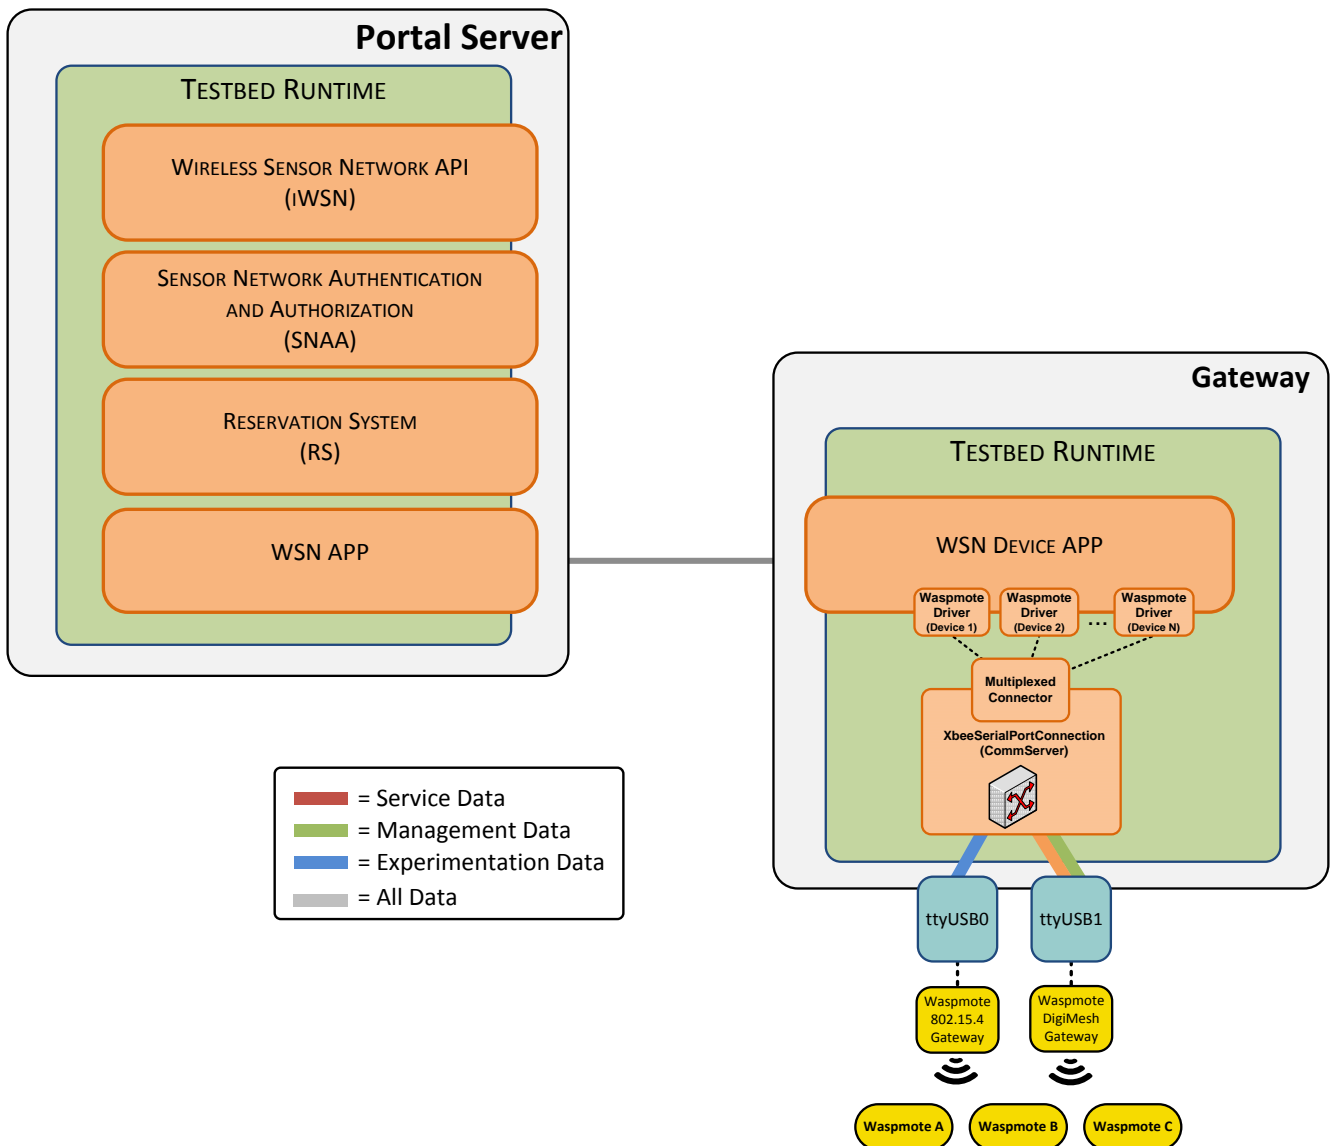 Portal Server
TESTBED RUNTIME
WIRELESS SENSOR NETWORK API
(IWSN)
SENSOR NETWORK AUTHENTICATION
AND AUTHORIZATION
(SNAA)
RESERVATION SYSTEM
(RS)
WSN APP
Gateway
TESTBED RUNTIME
WSN DEVICE APP
Waspmote
Driver
(Device 1)
Waspmote
Driver
(Device 2)
...
Waspmote
Driver
(Device N)
Multiplexed
Connector
XbeeSerialPortConnection
(CommServer)
= Service Data
= Management Data
= Experimentation Data
= All Data
ttyUSB0
ttyUSB1
Waspmote
802.15.4
Gateway
Waspmote
DigiMesh
Gateway
Waspmote A
Waspmote B
Waspmote C